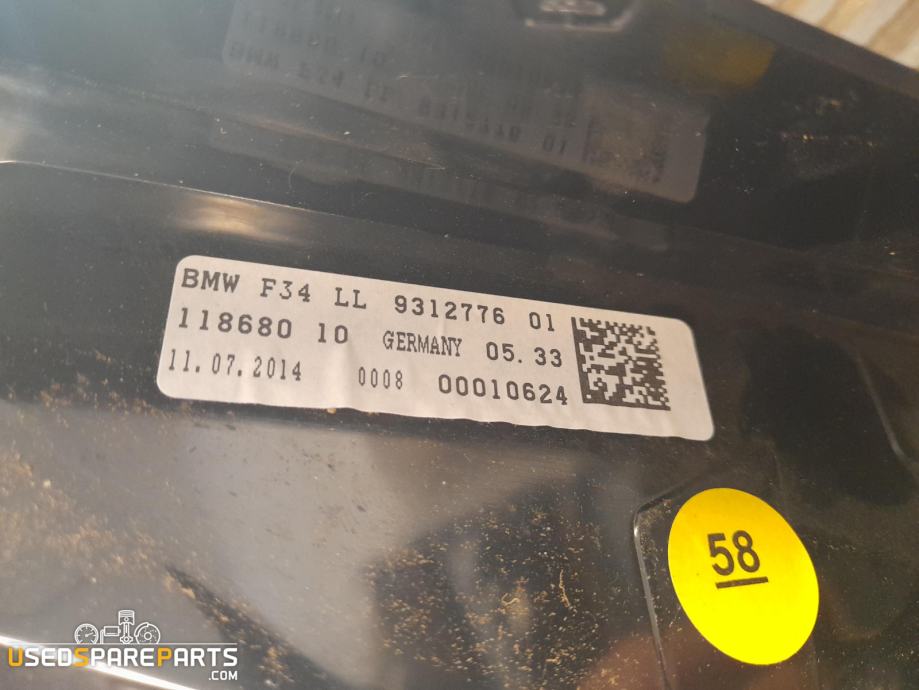 BMW F34 LL 9312776 01
118680 10 GERMANY 05.33
11.07.2014 0008 00010624
58
USEDSPAREPARTS
.COM